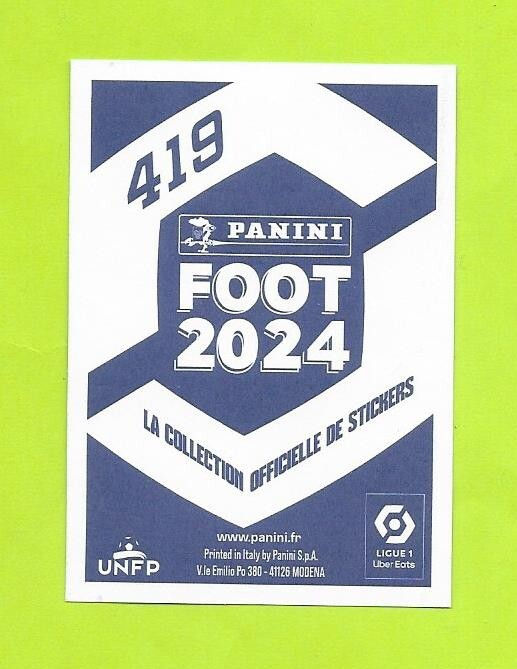 419
PANINI
FOOT
2024
LA COLLECTION OFFICIELLE DE STICKERS
www.panini.fr
Printed in Italy by Panini S.p.A.
V.le Emilio Po 380 - 41126 MODENA
UNFP
LIGUE 1
Uber Eats